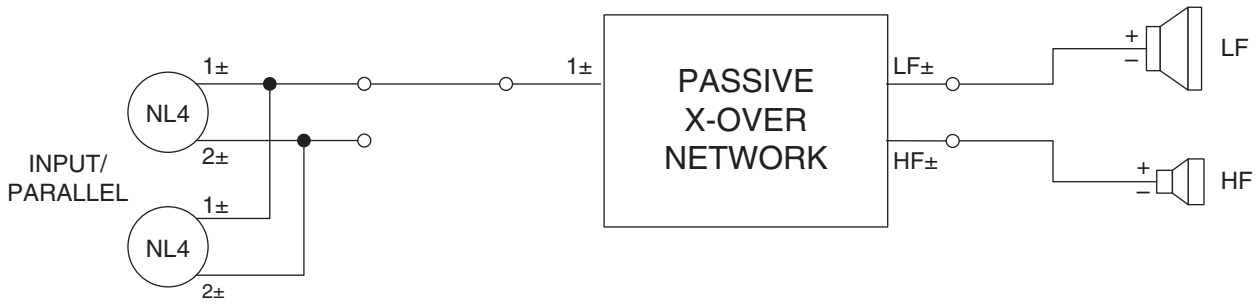 INPUT/
PARALLEL
NL4
1±
2±
NL4
1±
2±
1±
PASSIVE
X-OVER
NETWORK
LF±
HF±
+
−
LF
+
−
HF